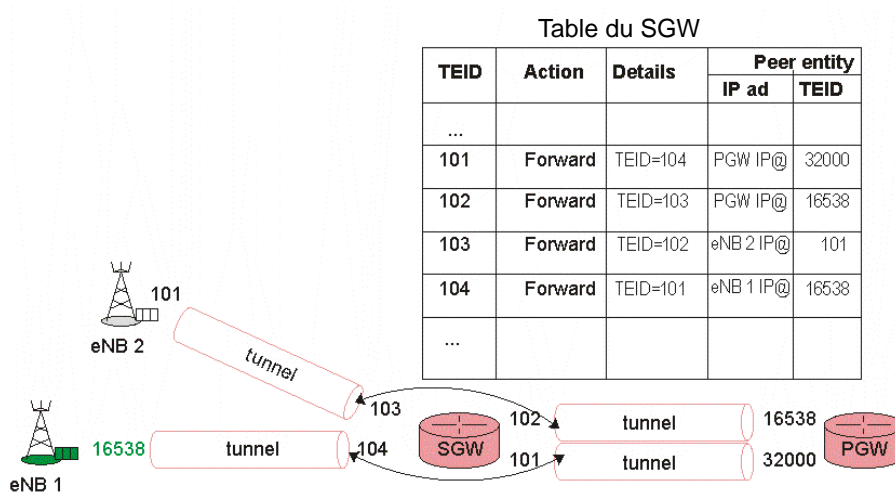 Table du SGW
TEID Action Details Peer entity
IP ad TEID
...
101 Forward TEID=104 PGW IP@ 32000
102 Forward TEID=103 PGW IP@ 16538
103 Forward TEID=102 eNB 2 IP@ 101
104 Forward TEID=101 eNB 1 IP@ 16538
...
101
eNB 2
tunnel
103
102
tunnel
16538
16538
tunnel
104
SGW
101
tunnel
32000
PGW
eNB 1